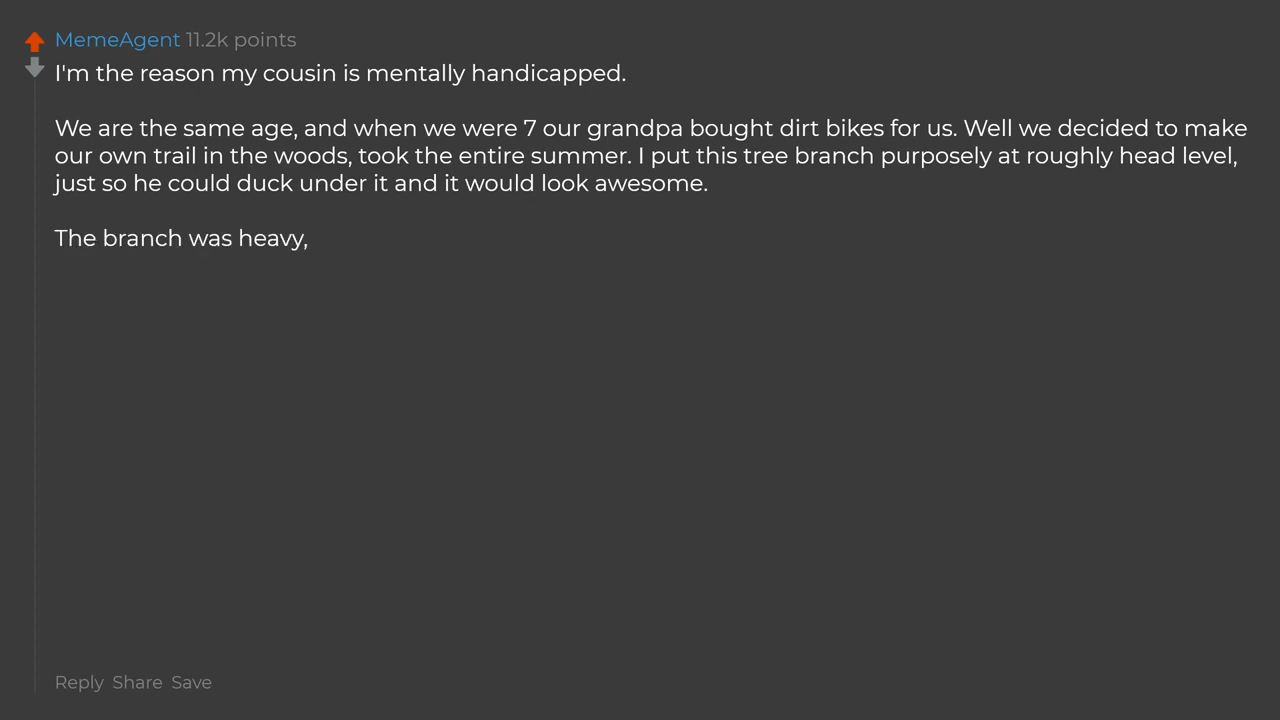 MemeAgent 11.2k points
I'm the reason my cousin is mentally handicapped.
We are the same age, and when we were 7 our grandpa bought dirt bikes for us. Well we decided to make
our own trail in the woods, took the entire summer. I put this tree branch purposely at roughly head level,
just so he could duck under it and it would look awesome.
The branch was heavy,
Reply Share Save